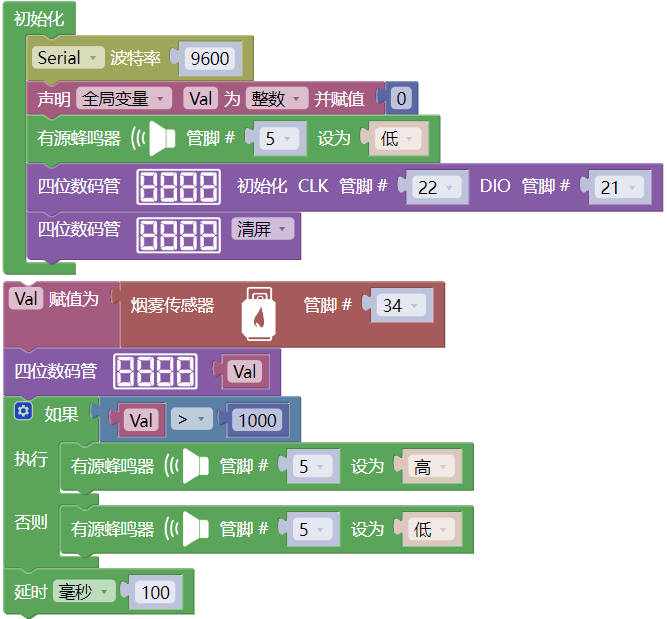 初始化
Serial 波特率 9600
声明 全局变量 Val 为 整数 并赋值 0
有源蜂鸣器 管脚 # 5 设为 低
四位数码管 8888 初始化 CLK 管脚 # 22 DIO 管脚 # 21
四位数码管 8888 清屏
Val 赋值为 烟雾传感器 管脚 # 34
四位数码管 8888 Val
如果 Val > 1000
执行 有源蜂鸣器 管脚 # 5 设为 高
否则 有源蜂鸣器 管脚 # 5 设为 低
延时 毫秒 100